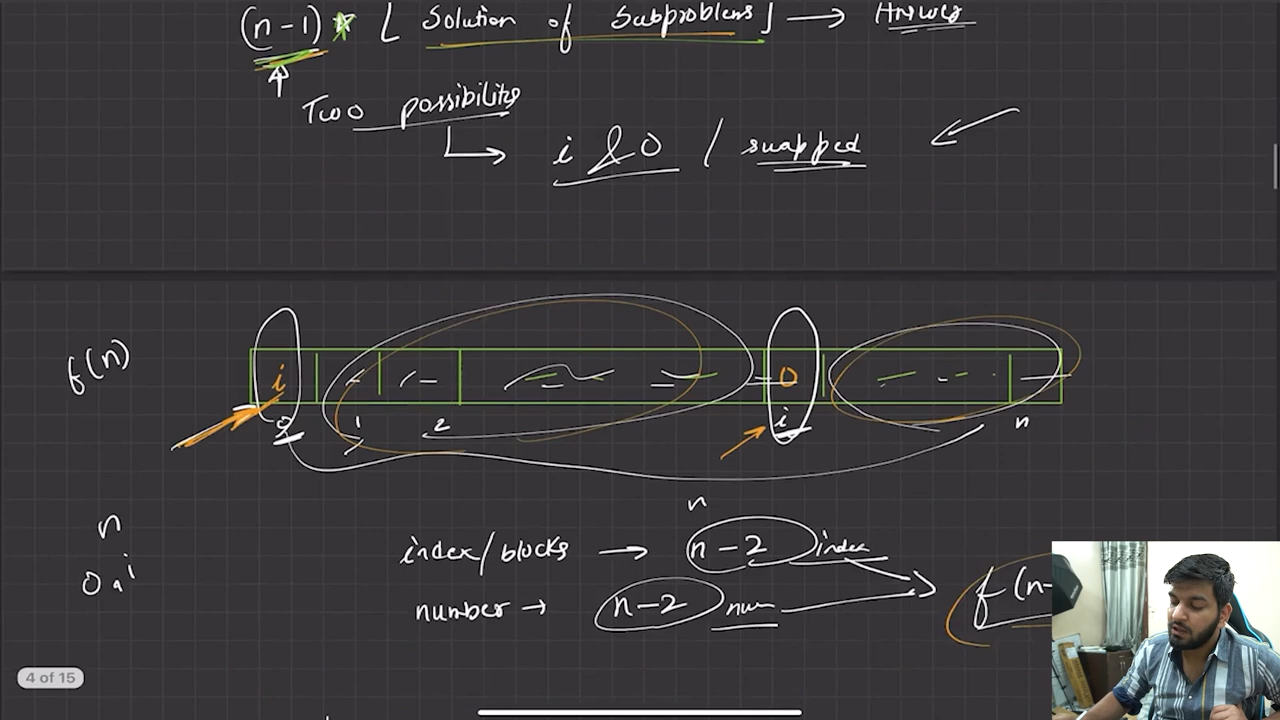 (n-1) * [ Solution of Subproblems ] → Answer
Two possibility
↳ i & 0 / swapped
f(n)
i 0
0 1 2 i n
n
n
index/blocks → n-2 index
0, i
number → n-2 num
f(n-
4 of 15